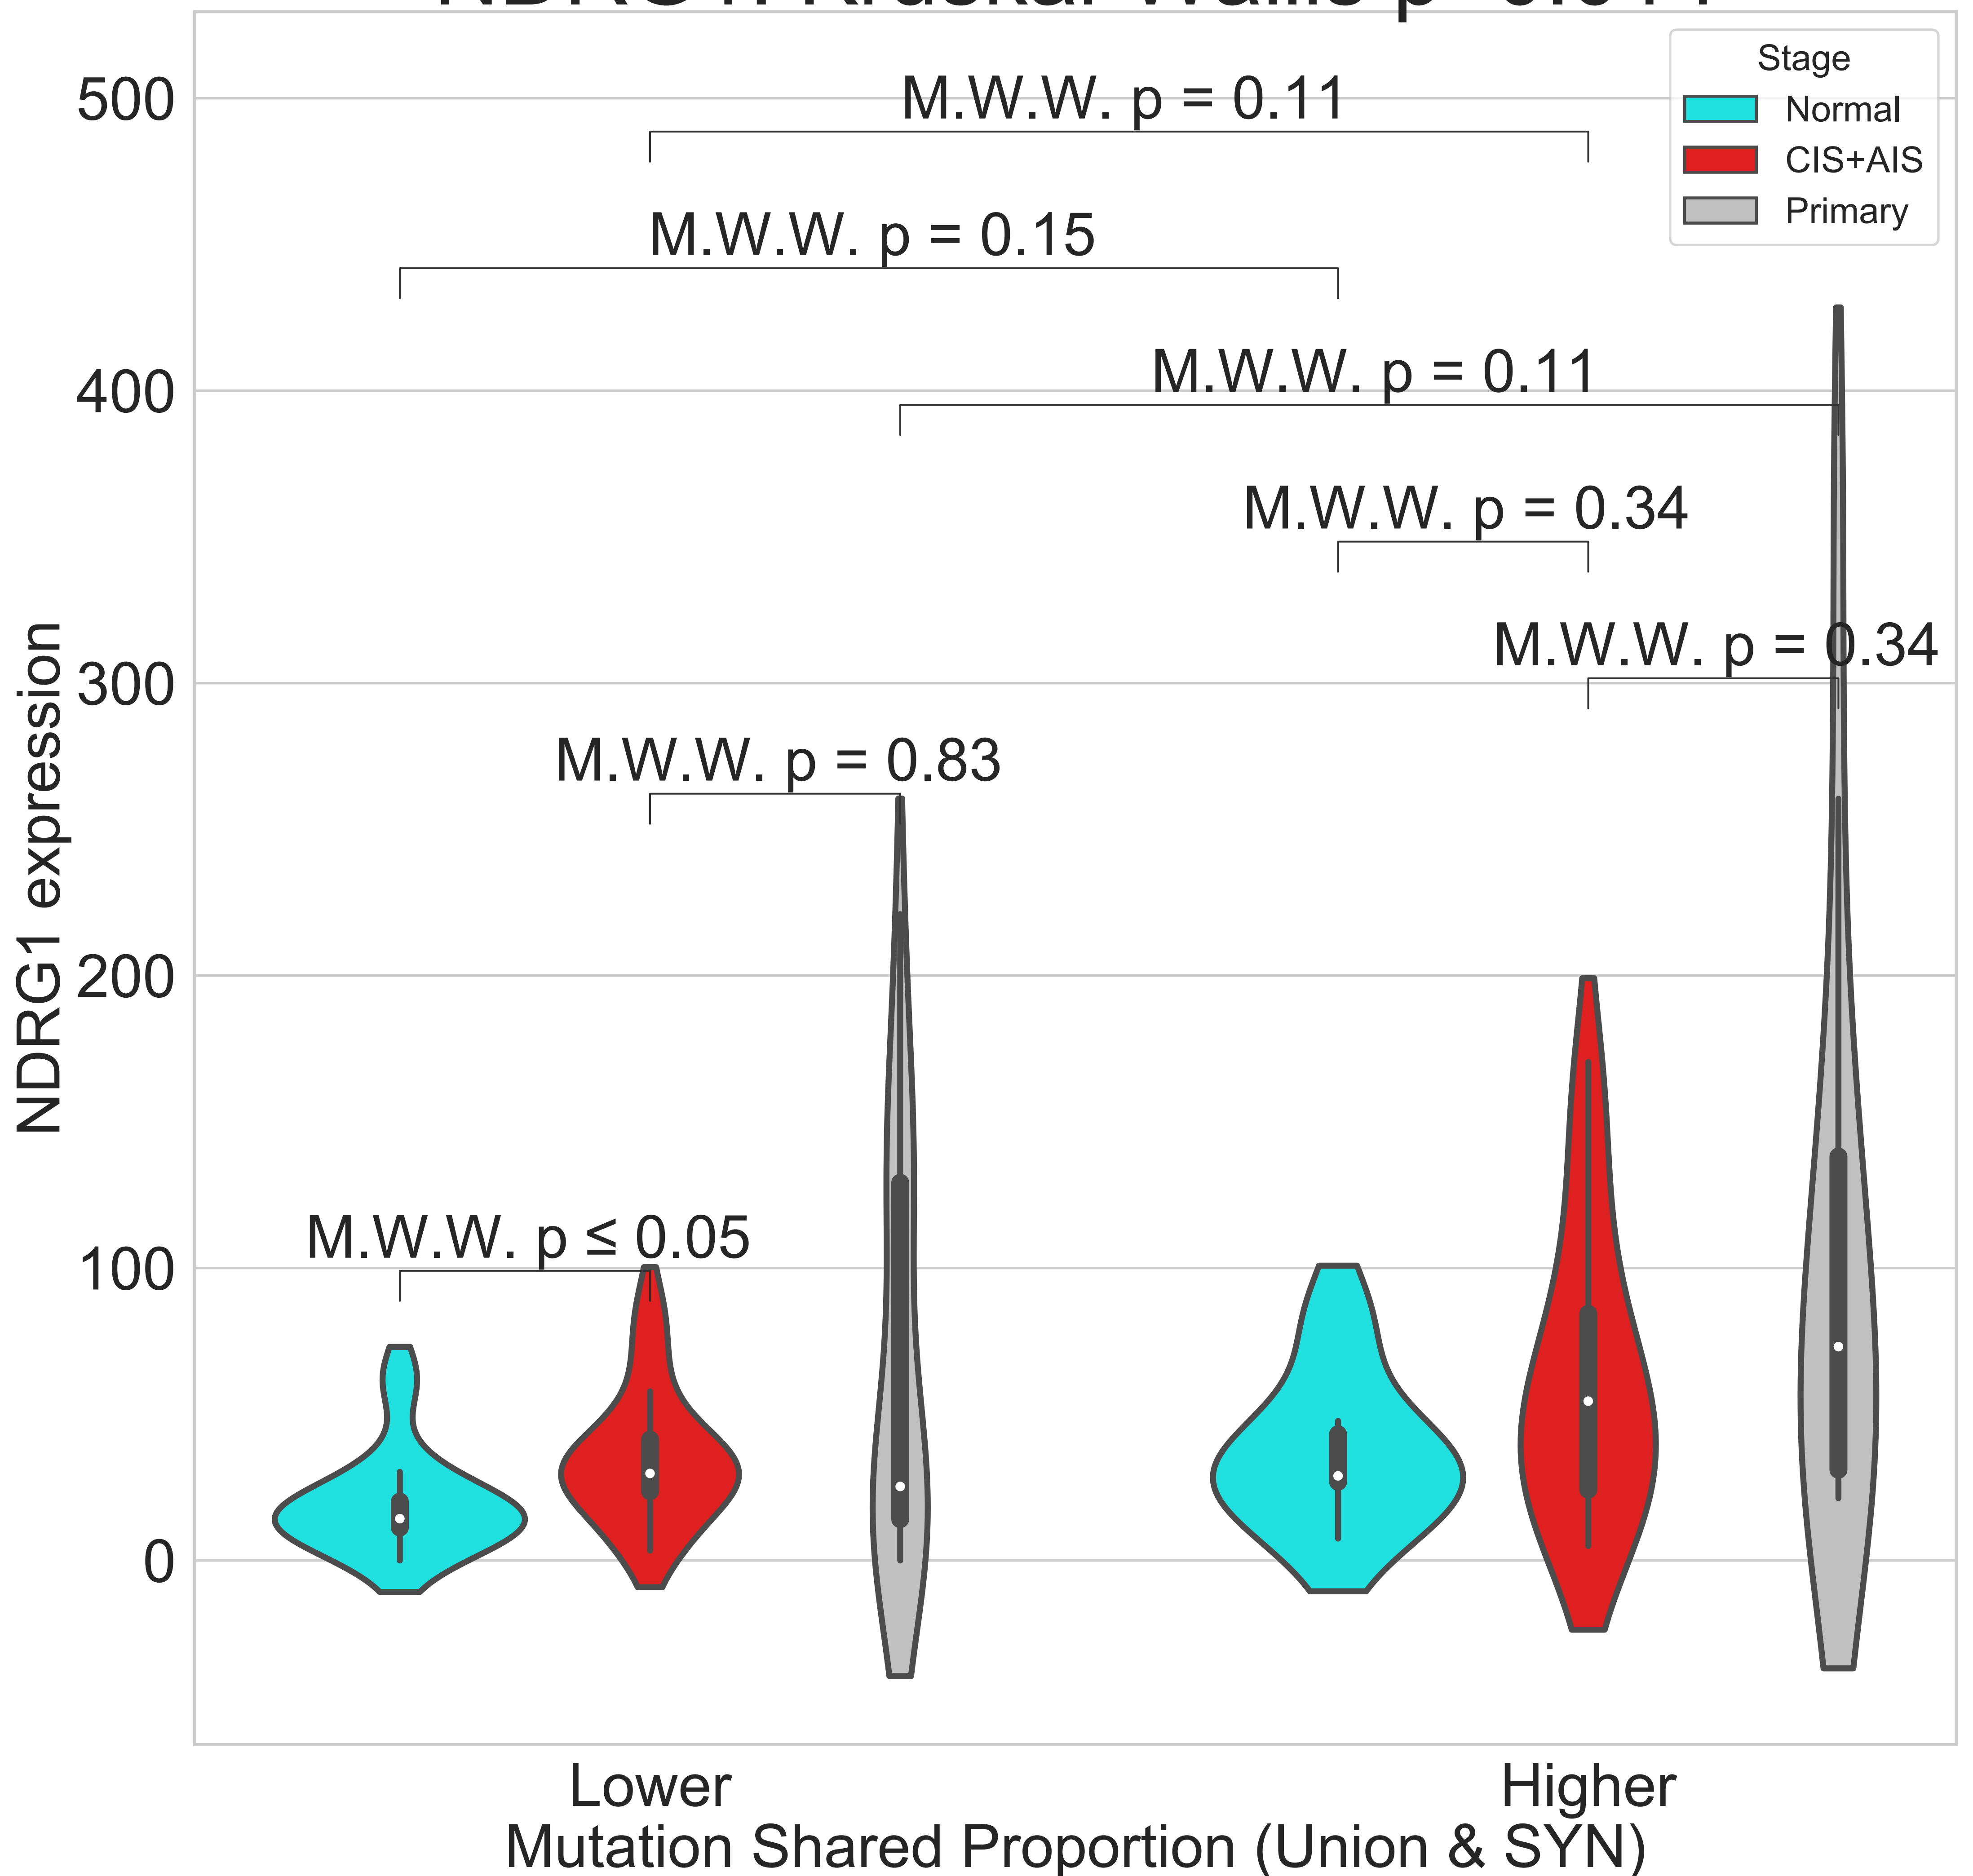 Stage
Normal
CIS+AIS
Primary
500
400
300
200
100
0
NDRG1 expression
M.W.W. p = 0.11
M.W.W. p = 0.15
M.W.W. p = 0.11
M.W.W. p = 0.34
M.W.W. p = 0.34
M.W.W. p = 0.83
M.W.W. p ≤ 0.05
Lower
Higher
Mutation Shared Proportion (Union & SYN)